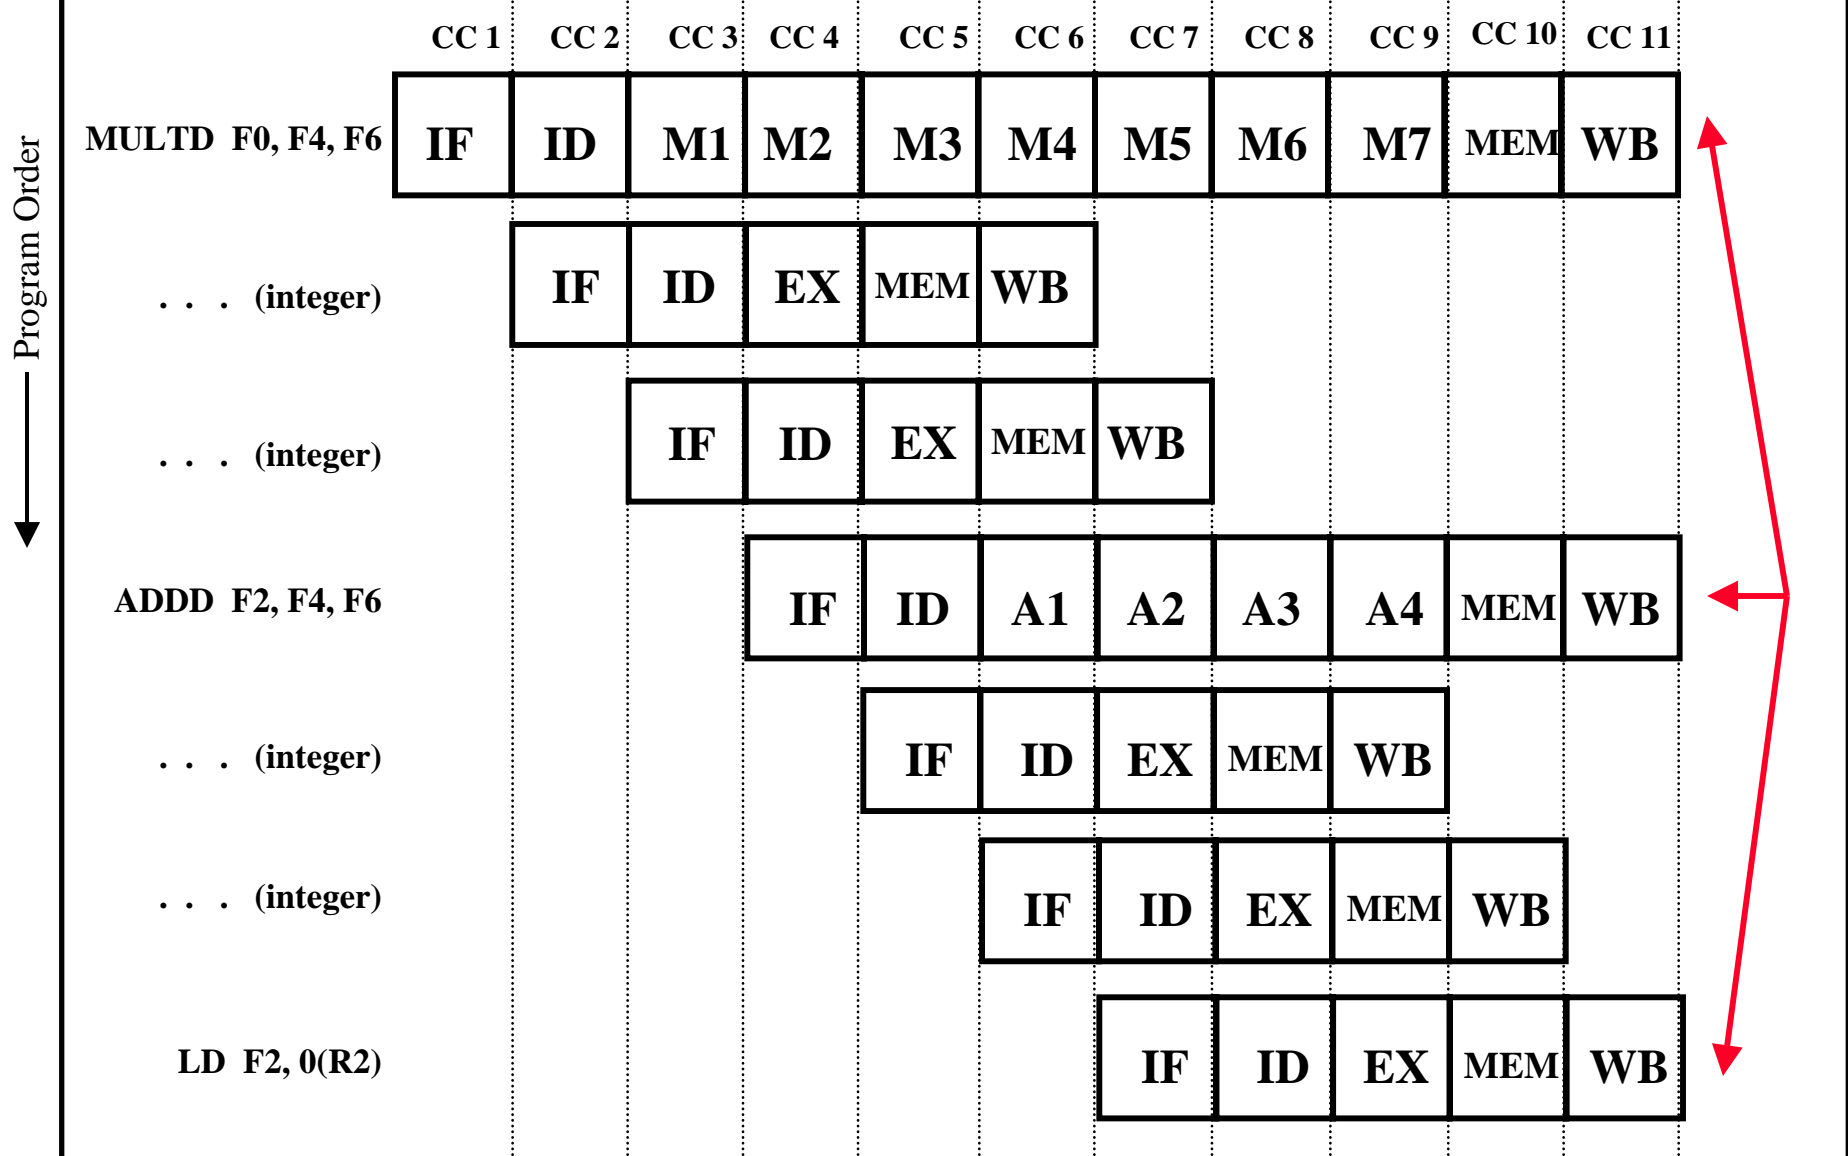 CC 1 CC 2 CC 3 CC 4 CC 5 CC 6 CC 7 CC 8 CC 9 CC 10 CC 11
Program Order
MULTD F0, F4, F6 IF ID M1 M2 M3 M4 M5 M6 M7 MEM WB
. . . (integer) IF ID EX MEM WB
. . . (integer) IF ID EX MEM WB
ADDD F2, F4, F6 IF ID A1 A2 A3 A4 MEM WB
. . . (integer) IF ID EX MEM WB
. . . (integer) IF ID EX MEM WB
LD F2, 0(R2) IF ID EX MEM WB